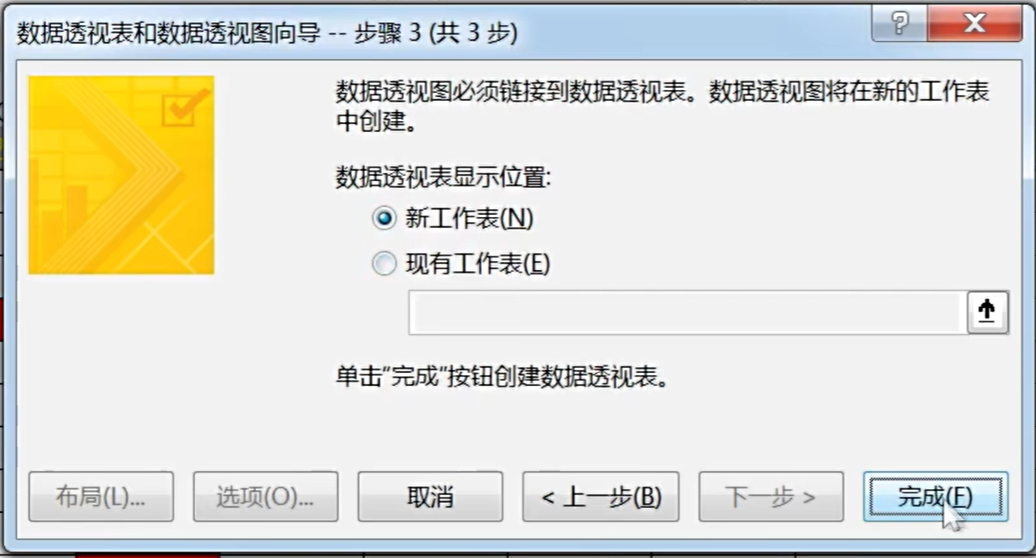 数据透视表和数据透视图向导 -- 步骤 3 (共 3 步)
数据透视图必须链接到数据透视表。数据透视图将在新的工作表
中创建。
数据透视表显示位置:
新工作表(N)
现有工作表(E)
单击“完成”按钮创建数据透视表。
布局(L)... 选项(O)... 取消 < 上一步(B) 下一步 > 完成(F)